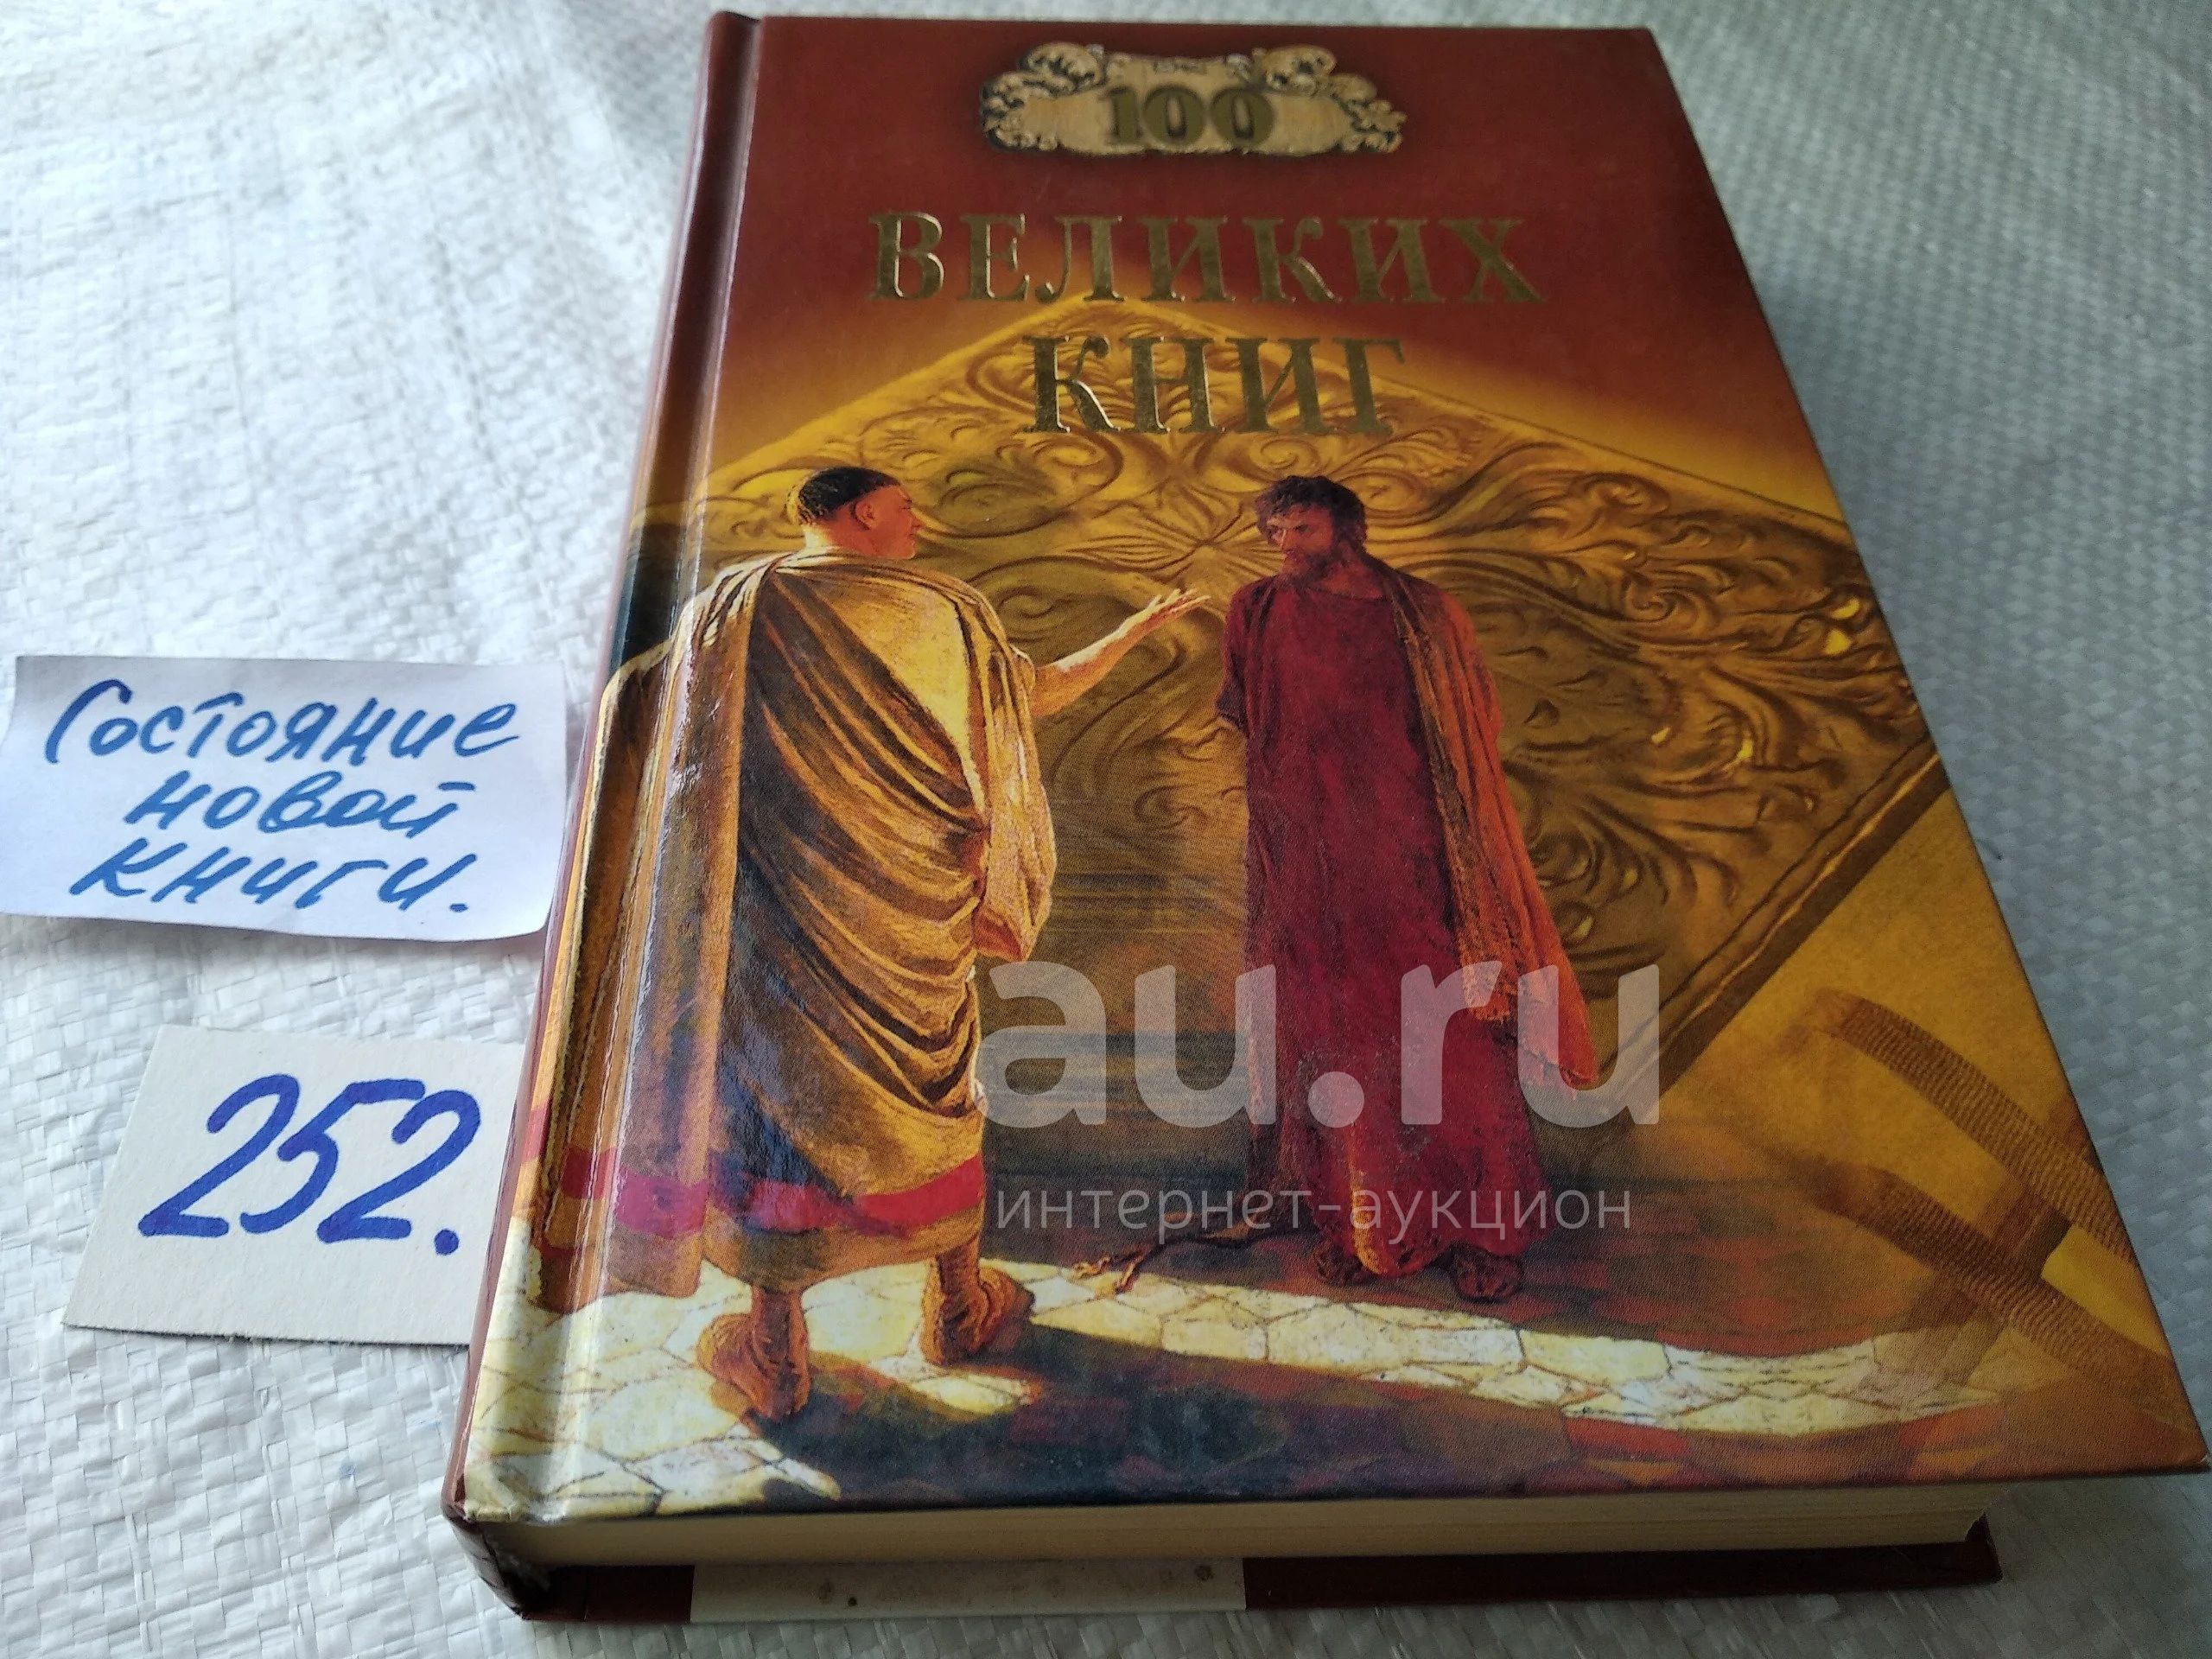 100
ВЕЛИКИХ
КНИГ
Состояние
новой
книги.
252.
au.ru
интернет-аукцион